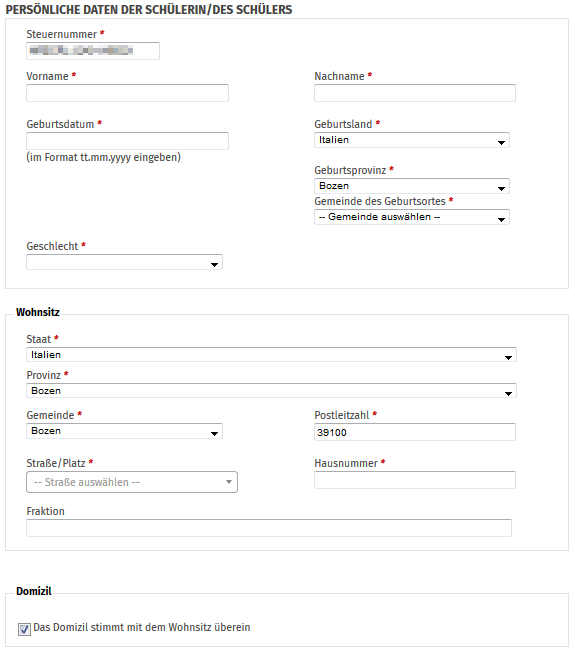 PERSÖNLICHE DATEN DER SCHÜLERIN/DES SCHÜLERS
Steuernummer *
Vorname *
Nachname *
Geburtsdatum *
(im Format tt.mm.yyyy eingeben)
Geburtsland *
Italien
Geburtsprovinz *
Bozen
Gemeinde des Geburtsortes *
-- Gemeinde auswählen --
Geschlecht *
Wohnsitz
Staat *
Italien
Provinz *
Bozen
Gemeinde *
Bozen
Postleitzahl *
39100
Straße/Platz *
-- Straße auswählen --
Hausnummer *
Fraktion
Domizil
Das Domizil stimmt mit dem Wohnsitz überein